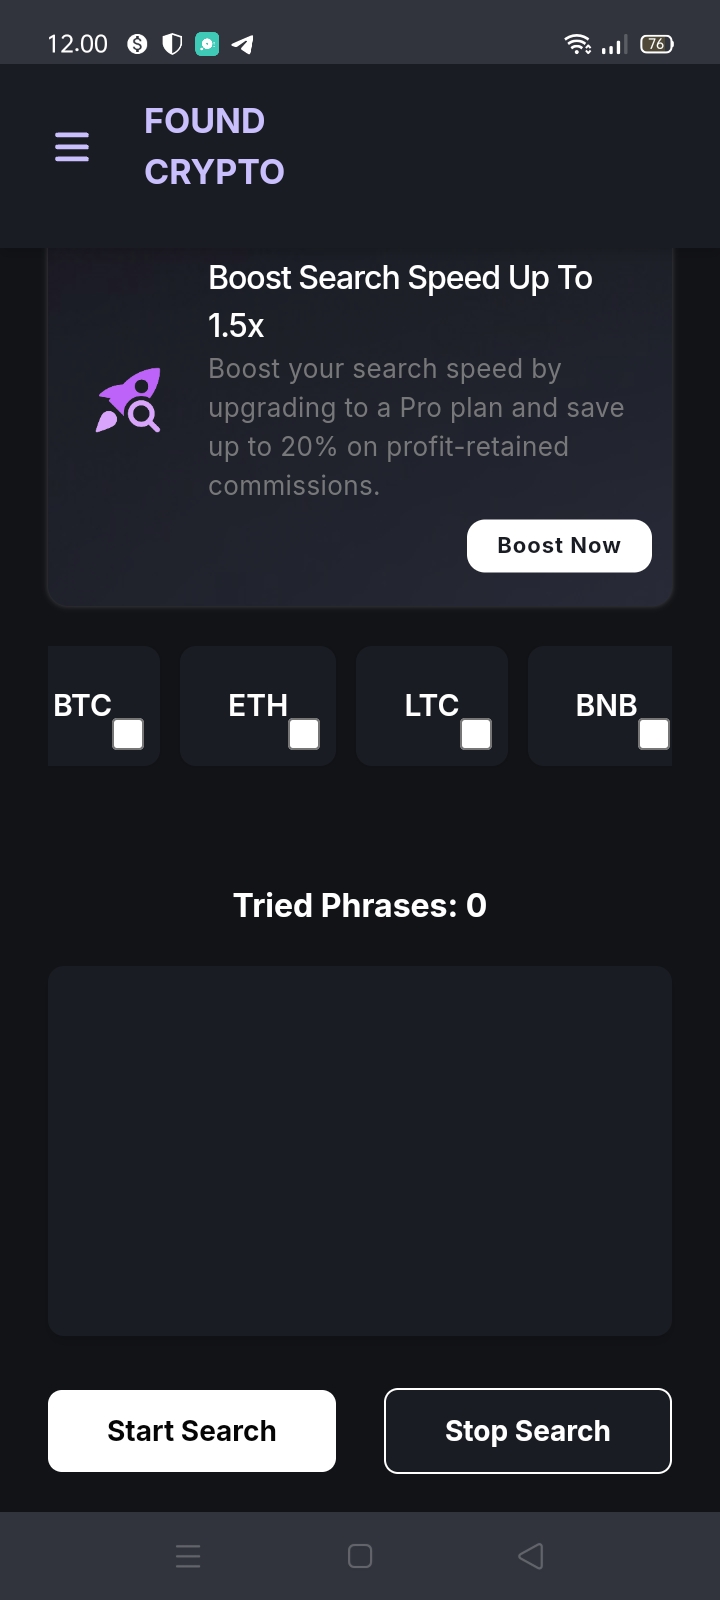 12.00
76
FOUND
CRYPTO
Boost Search Speed Up To
1.5x
Boost your search speed by
upgrading to a Pro plan and save
up to 20% on profit-retained
commissions.
Boost Now
BTC ETH LTC BNB
Tried Phrases: 0
Start Search Stop Search